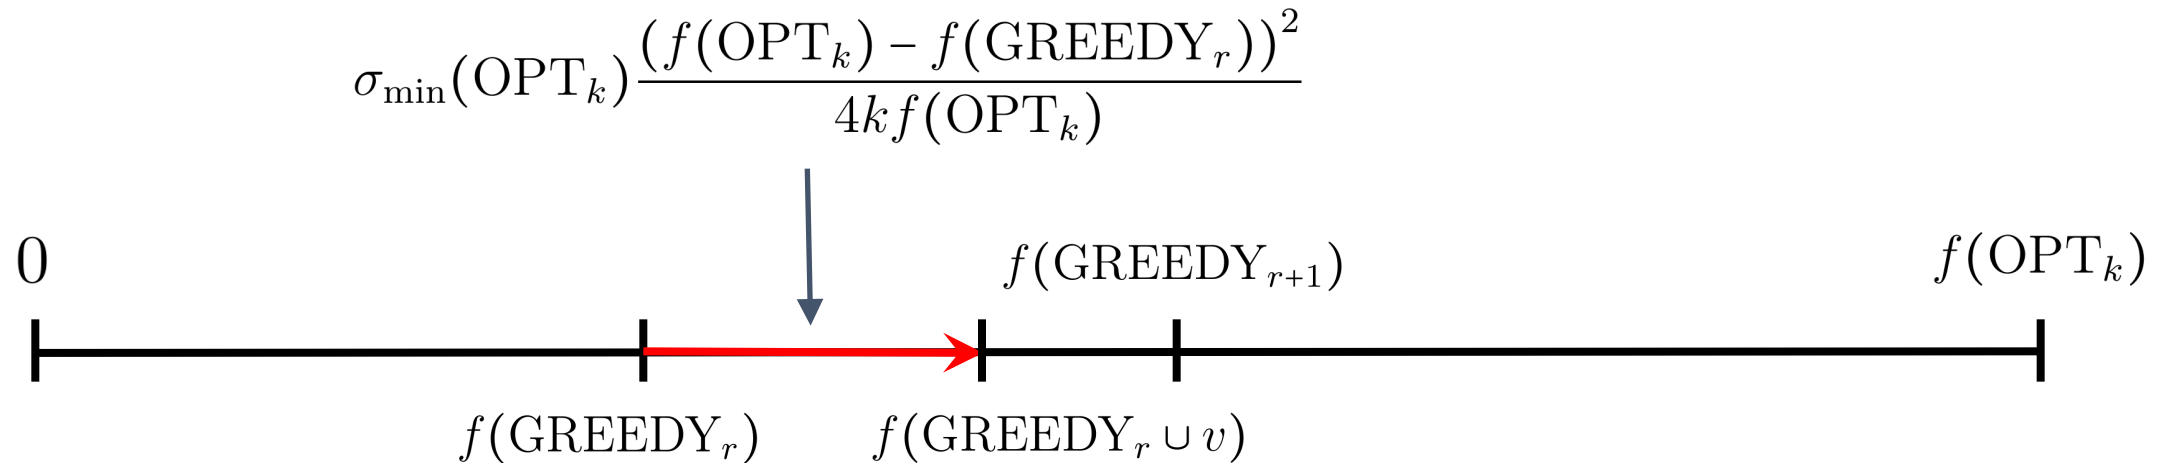 σ_min(OPT_k) (f(OPT_k) − f(GREEDY_r))^2 / 4kf(OPT_k)
0
f(GREEDY_{r+1})
f(OPT_k)
f(GREEDY_r)
f(GREEDY_r ∪ v)